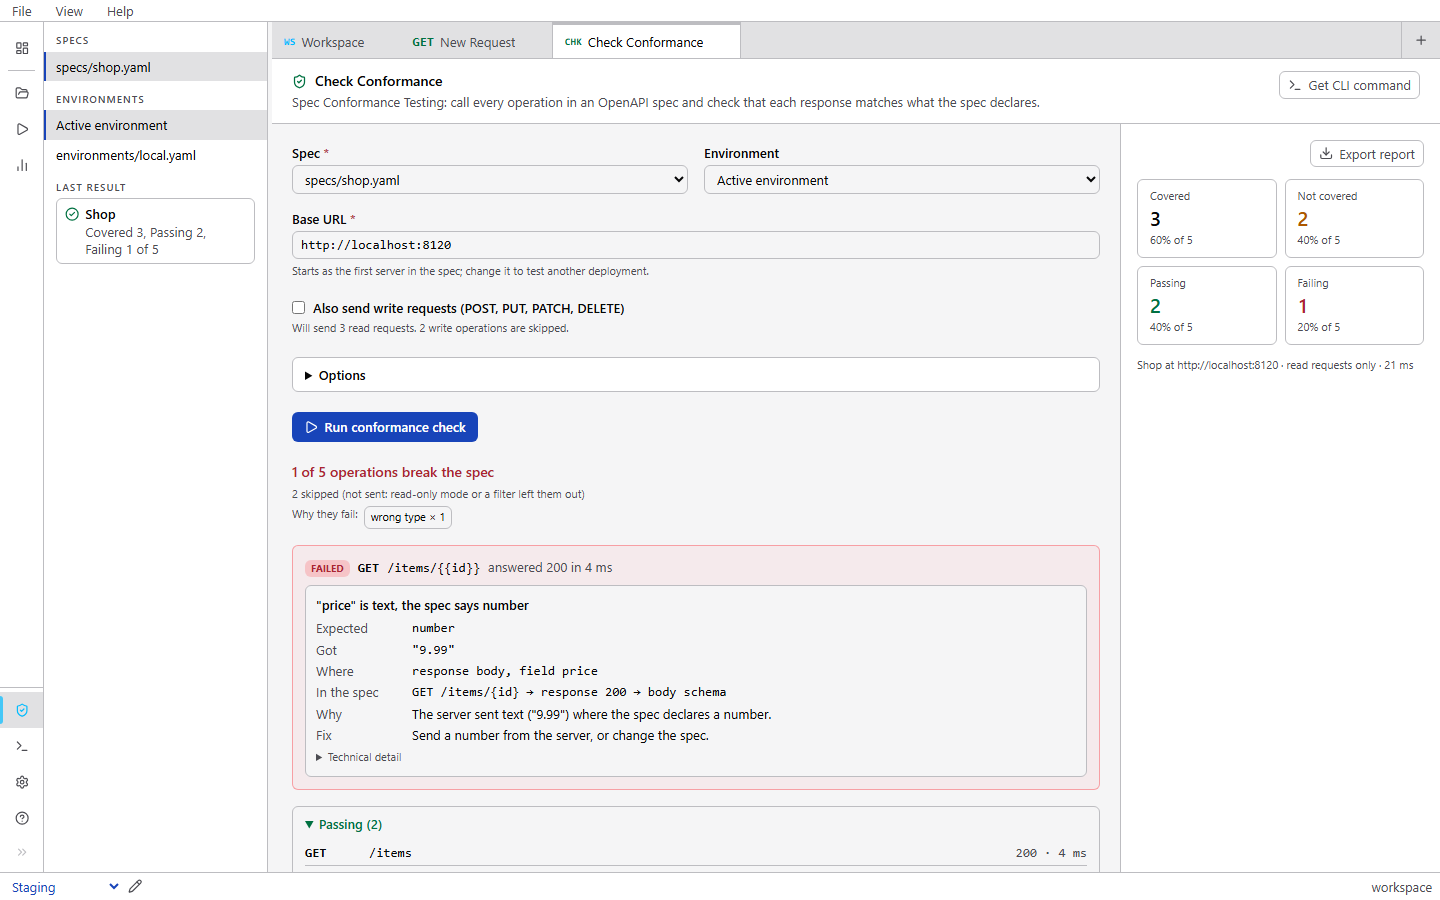 File View Help
SPECS
specs/shop.yaml
ENVIRONMENTS
Active environment
environments/local.yaml
LAST RESULT
Shop
Covered 3, Passing 2,
Failing 1 of 5
WS Workspace
GET New Request
CHK Check Conformance
Check Conformance
Spec Conformance Testing: call every operation in an OpenAPI spec and check that each response matches what the spec declares.
Get CLI command
Spec *
specs/shop.yaml
Environment
Active environment
Base URL *
http://localhost:8120
Starts as the first server in the spec; change it to test another deployment.
Also send write requests (POST, PUT, PATCH, DELETE)
Will send 3 read requests. 2 write operations are skipped.
Options
Run conformance check
1 of 5 operations break the spec
2 skipped (not sent: read-only mode or a filter left them out)
Why they fail: wrong type × 1
FAILED GET /items/{{id}} answered 200 in 4 ms
"price" is text, the spec says number
Expected number
Got "9.99"
Where response body, field price
In the spec GET /items/{id} → response 200 → body schema
Why The server sent text ("9.99") where the spec declares a number.
Fix Send a number from the server, or change the spec.
Technical detail
Passing (2)
GET /items 200 · 4 ms
Export report
Covered
3
60% of 5
Not covered
2
40% of 5
Passing
2
40% of 5
Failing
1
20% of 5
Shop at http://localhost:8120 · read requests only · 21 ms
Staging
workspace